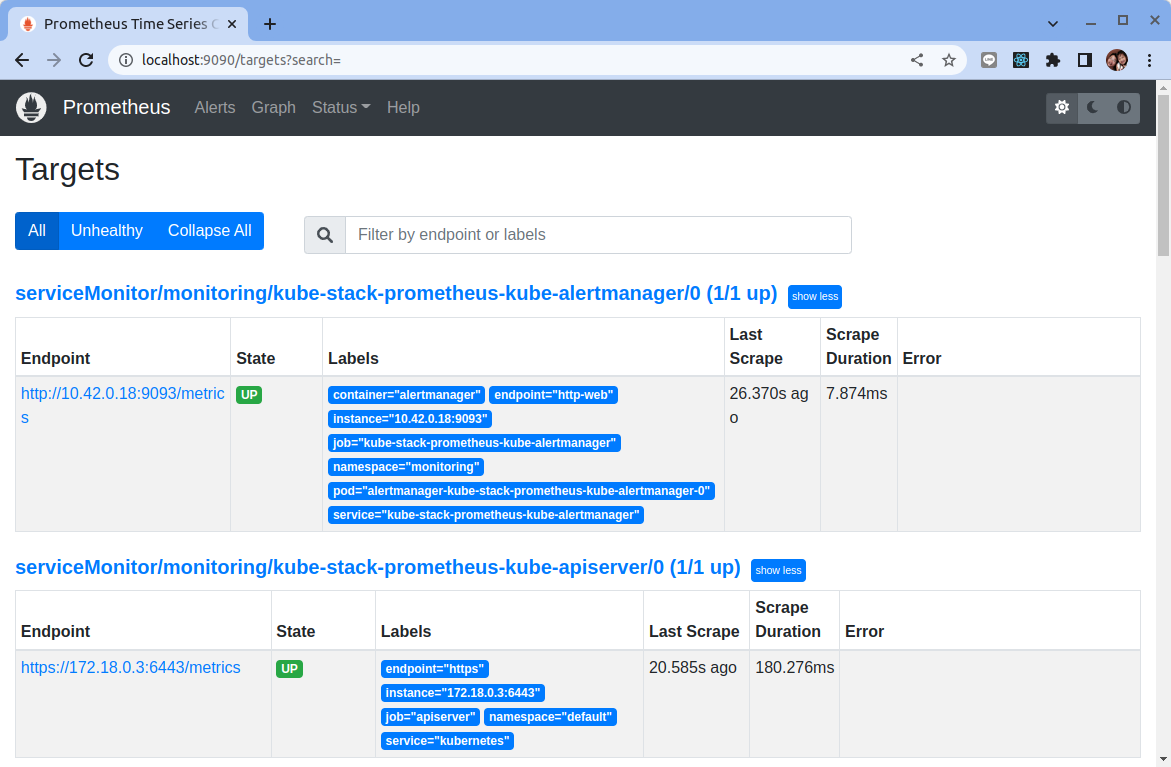 Prometheus Time Series C
localhost:9090/targets?search=
Prometheus Alerts Graph Status Help
Targets
All Unhealthy Collapse All Filter by endpoint or labels
serviceMonitor/monitoring/kube-stack-prometheus-kube-alertmanager/0 (1/1 up) show less
Endpoint State Labels Last Scrape Scrape Duration Error
http://10.42.0.18:9093/metrics UP container="alertmanager" endpoint="http-web" 26.370s ago 7.874ms
instance="10.42.0.18:9093"
job="kube-stack-prometheus-kube-alertmanager"
namespace="monitoring"
pod="alertmanager-kube-stack-prometheus-kube-alertmanager-0"
service="kube-stack-prometheus-kube-alertmanager"
serviceMonitor/monitoring/kube-stack-prometheus-kube-apiserver/0 (1/1 up) show less
Endpoint State Labels Last Scrape Scrape Duration Error
https://172.18.0.3:6443/metrics UP endpoint="https" 20.585s ago 180.276ms
instance="172.18.0.3:6443"
job="apiserver" namespace="default"
service="kubernetes"